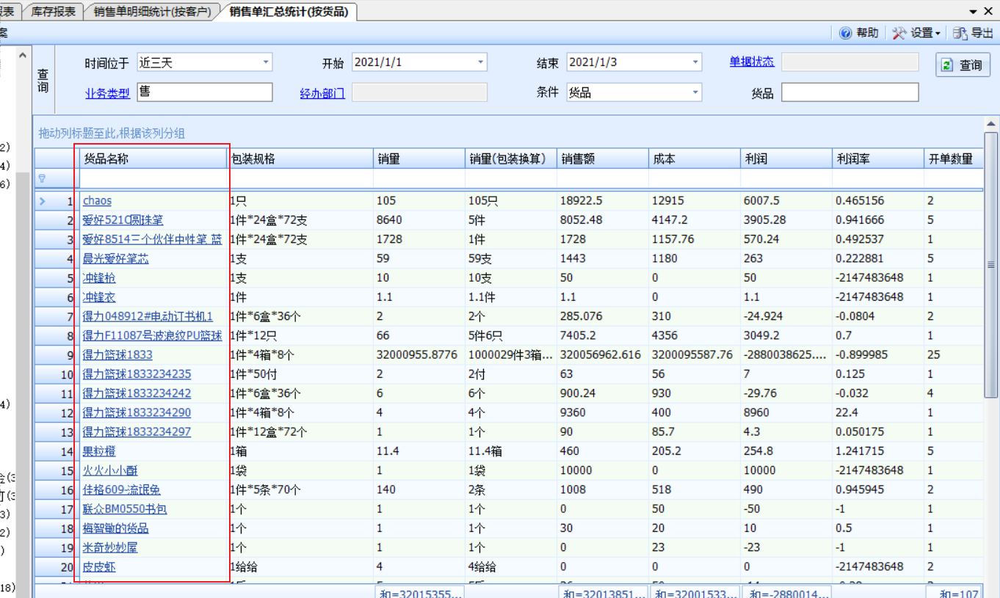 报表 库存报表 销售单明细统计(按客户) 销售单汇总统计(按货品)
案 帮助 设置 导出
查询 时间位于 近三天 开始 2021/1/1 结束 2021/1/3 单据状态 查询
业务类型 售 经办部门 条件 货品 货品
拖动列标题至此,根据该列分组
货品名称 包装规格 销量 销量(包装换算) 销售额 成本 利润 利润率 开单数量
1 chaos 1只 105 105只 18922.5 12915 6007.5 0.465156 2
2 爱好521C圆珠笔 1件*24盒*72支 8640 5件 8052.48 4147.2 3905.28 0.941666 5
3 爱好8514三个伙伴中性笔 蓝 1件*24盒*72支 1728 1件 1728 1157.76 570.24 0.492537 1
4 晨光爱好笔芯 1支 59 59支 1443 1180 263 0.222881 5
5 冲锋枪 1支 10 10支 50 0 50 -2147483648 1
6 冲锋衣 1件 1.1 1.1件 1.1 0 1.1 -2147483648 1
7 得力048912#电动订书机1 1件*6盒*36个 2 2个 285.076 310 -24.924 -0.0804 2
8 得力F11087号波浪纹PU篮球 1件*12只 66 5件6只 7405.2 4356 3049.2 0.7 1
9 得力篮球1833 1件*4箱*8个 32000955.8776 1000029件3箱... 320056962.616 3200095587.76 -2880038625.... -0.899985 25
10 得力篮球1833234235 1件*50付 2 2付 63 56 7 0.125 1
11 得力篮球1833234242 1件*6盒*36个 6 6个 900.24 930 -29.76 -0.032 4
12 得力篮球1833234290 1件*4箱*8个 4 4个 9360 400 8960 22.4 1
13 得力篮球1833234297 1件*12盒*72个 1 1个 90 85.7 4.3 0.050175 1
14 果粒橙 1箱 11.4 11.4箱 460 205.2 254.8 1.241715 5
15 火火小小酥 1袋 1 1袋 10000 0 10000 -2147483648 1
16 佳格609-流氓兔 1件*5条*70个 140 2条 1008 518 490 0.945945 2
17 联众BM0550书包 1个 1 1个 0 50 -50 -1 1
18 梅智敏的货品 1个 1 1个 30 20 10 0.5 1
19 米奇妙妙屋 1个 1 1个 0 23 -23 -1 1
20 皮皮虾 1给给 4 4给给 0 0 0 -2147483648 2
和=32015355... 和=32013851... 和=32001533... 和=-2880014... 和=107